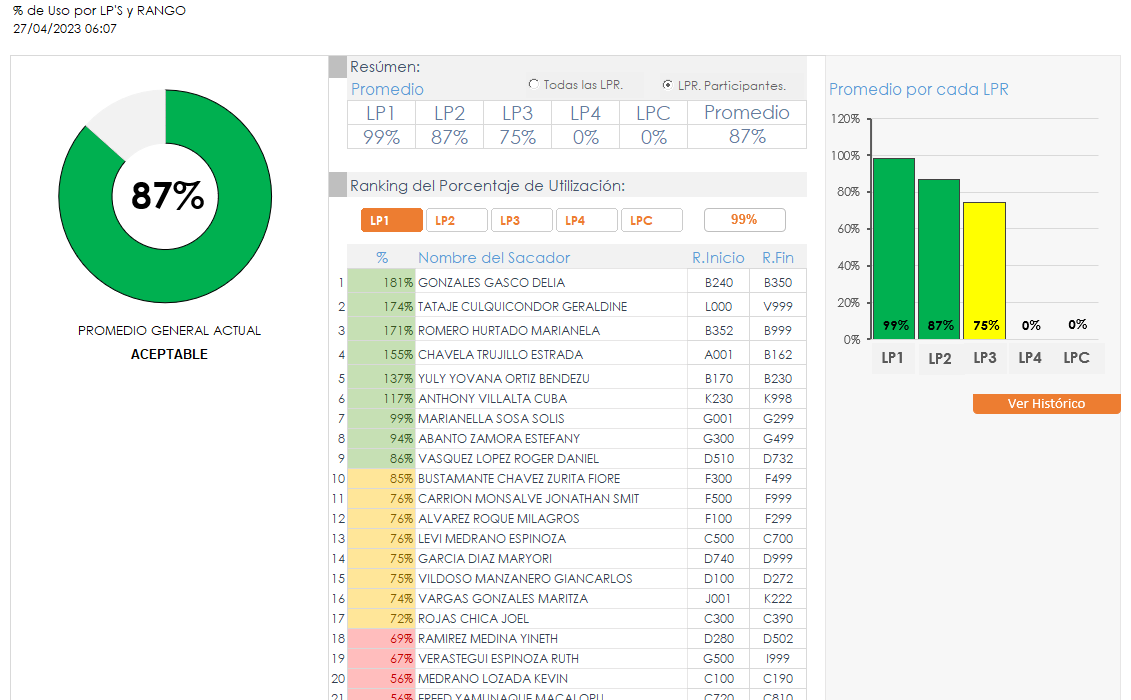 % de Uso por LP'S y RANGO
27/04/2023 06:07
87%
PROMEDIO GENERAL ACTUAL
ACEPTABLE
Resúmen:
Promedio
Todas las LPR.
LPR. Participantes.
LP1 LP2 LP3 LP4 LPC Promedio
99% 87% 75% 0% 0% 87%
Ranking del Porcentaje de Utilización:
LP1 LP2 LP3 LP4 LPC 99%
% Nombre del Sacador R.Inicio R.Fin
1 181% GONZALES GASCO DELIA B240 B350
2 174% TATAJE CULQUICONDOR GERALDINE L000 V999
3 171% ROMERO HURTADO MARIANELA B352 B999
4 155% CHAVELA TRUJILLO ESTRADA A001 B162
5 137% YULY YOVANA ORTIZ BENDEZU B170 B230
6 117% ANTHONY VILLALTA CUBA K230 K998
7 99% MARIANELLA SOSA SOLIS G001 G299
8 94% ABANTO ZAMORA ESTEFANY G300 G499
9 86% VASQUEZ LOPEZ ROGER DANIEL D510 D732
10 85% BUSTAMANTE CHAVEZ ZURITA FIORE F300 F499
11 76% CARRION MONSALVE JONATHAN SMIT F500 F999
12 76% ALVAREZ ROQUE MILAGROS F100 F299
13 76% LEVI MEDRANO ESPINOZA C500 C700
14 75% GARCIA DIAZ MARYORI D740 D999
15 75% VILDOSO MANZANERO GIANCARLOS D100 D272
16 74% VARGAS GONZALES MARITZA J001 K222
17 72% ROJAS CHICA JOEL C300 C390
18 69% RAMIREZ MEDINA YINETH D280 D502
19 67% VERASTEGUI ESPINOZA RUTH G500 I999
20 56% MEDRANO LOZADA KEVIN C100 C190
21 56% FREED YAMUNAQUE MACALOPU C720 C810
Promedio por cada LPR
120%
100%
80%
60%
40%
20%
0%
99% 87% 75% 0% 0%
LP1 LP2 LP3 LP4 LPC
Ver Histórico